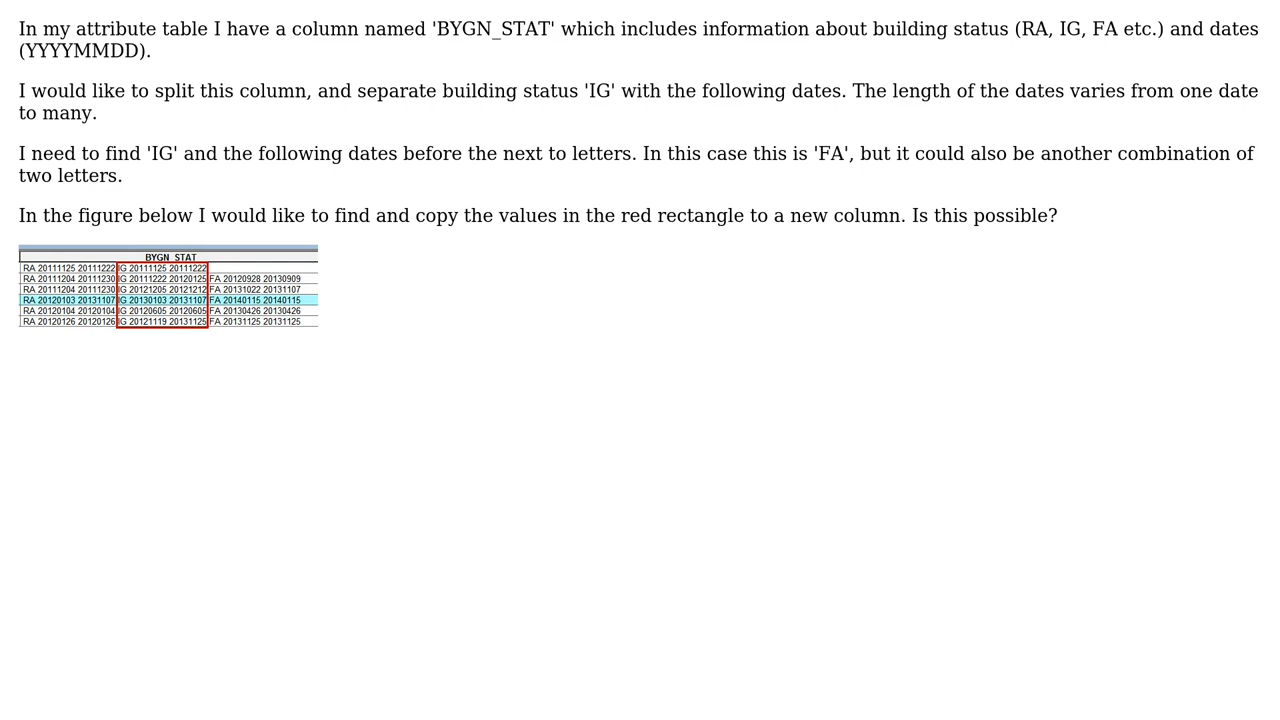 In my attribute table I have a column named 'BYGN_STAT' which includes information about building status (RA, IG, FA etc.) and dates
(YYYYMMDD).
I would like to split this column, and separate building status 'IG' with the following dates. The length of the dates varies from one date
to many.
I need to find 'IG' and the following dates before the next to letters. In this case this is 'FA', but it could also be another combination of
two letters.
In the figure below I would like to find and copy the values in the red rectangle to a new column. Is this possible?
BYGN_STAT
RA 20111125 20111222 IG 20111125 20111222
RA 20111204 20111230 IG 20111222 20120125 FA 20120928 20130909
RA 20111204 20111230 IG 20121205 20121212 FA 20131022 20131107
RA 20120103 20131107 IG 20130103 20131107 FA 20140115 20140115
RA 20120104 20120104 IG 20120605 20120605 FA 20130426 20130426
RA 20120126 20120126 IG 20121119 20131125 FA 20131125 20131125